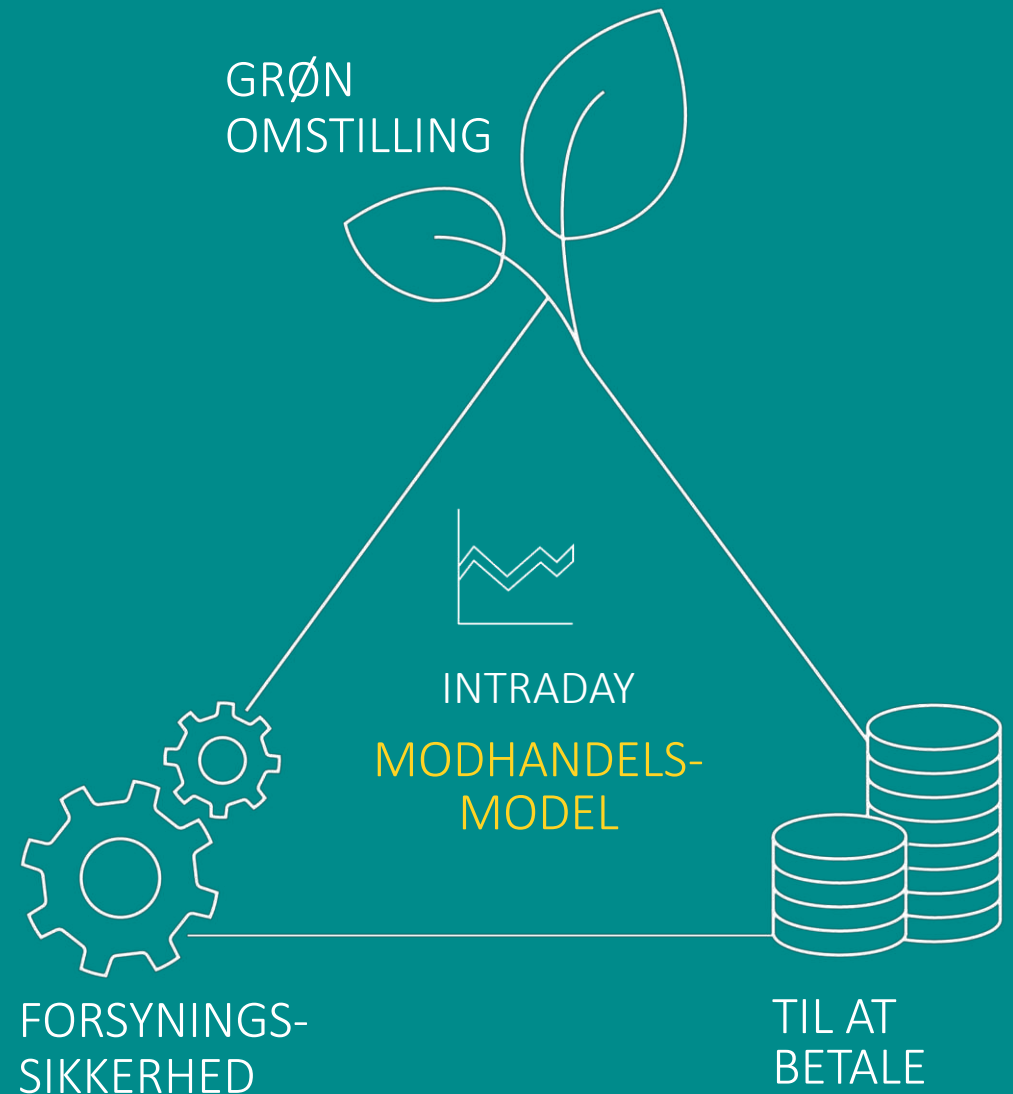 GRØN
OMSTILLING
INTRADAY
MODHANDELS-
MODEL
FORSYNINGS-
SIKKERHED
TIL AT
BETALE